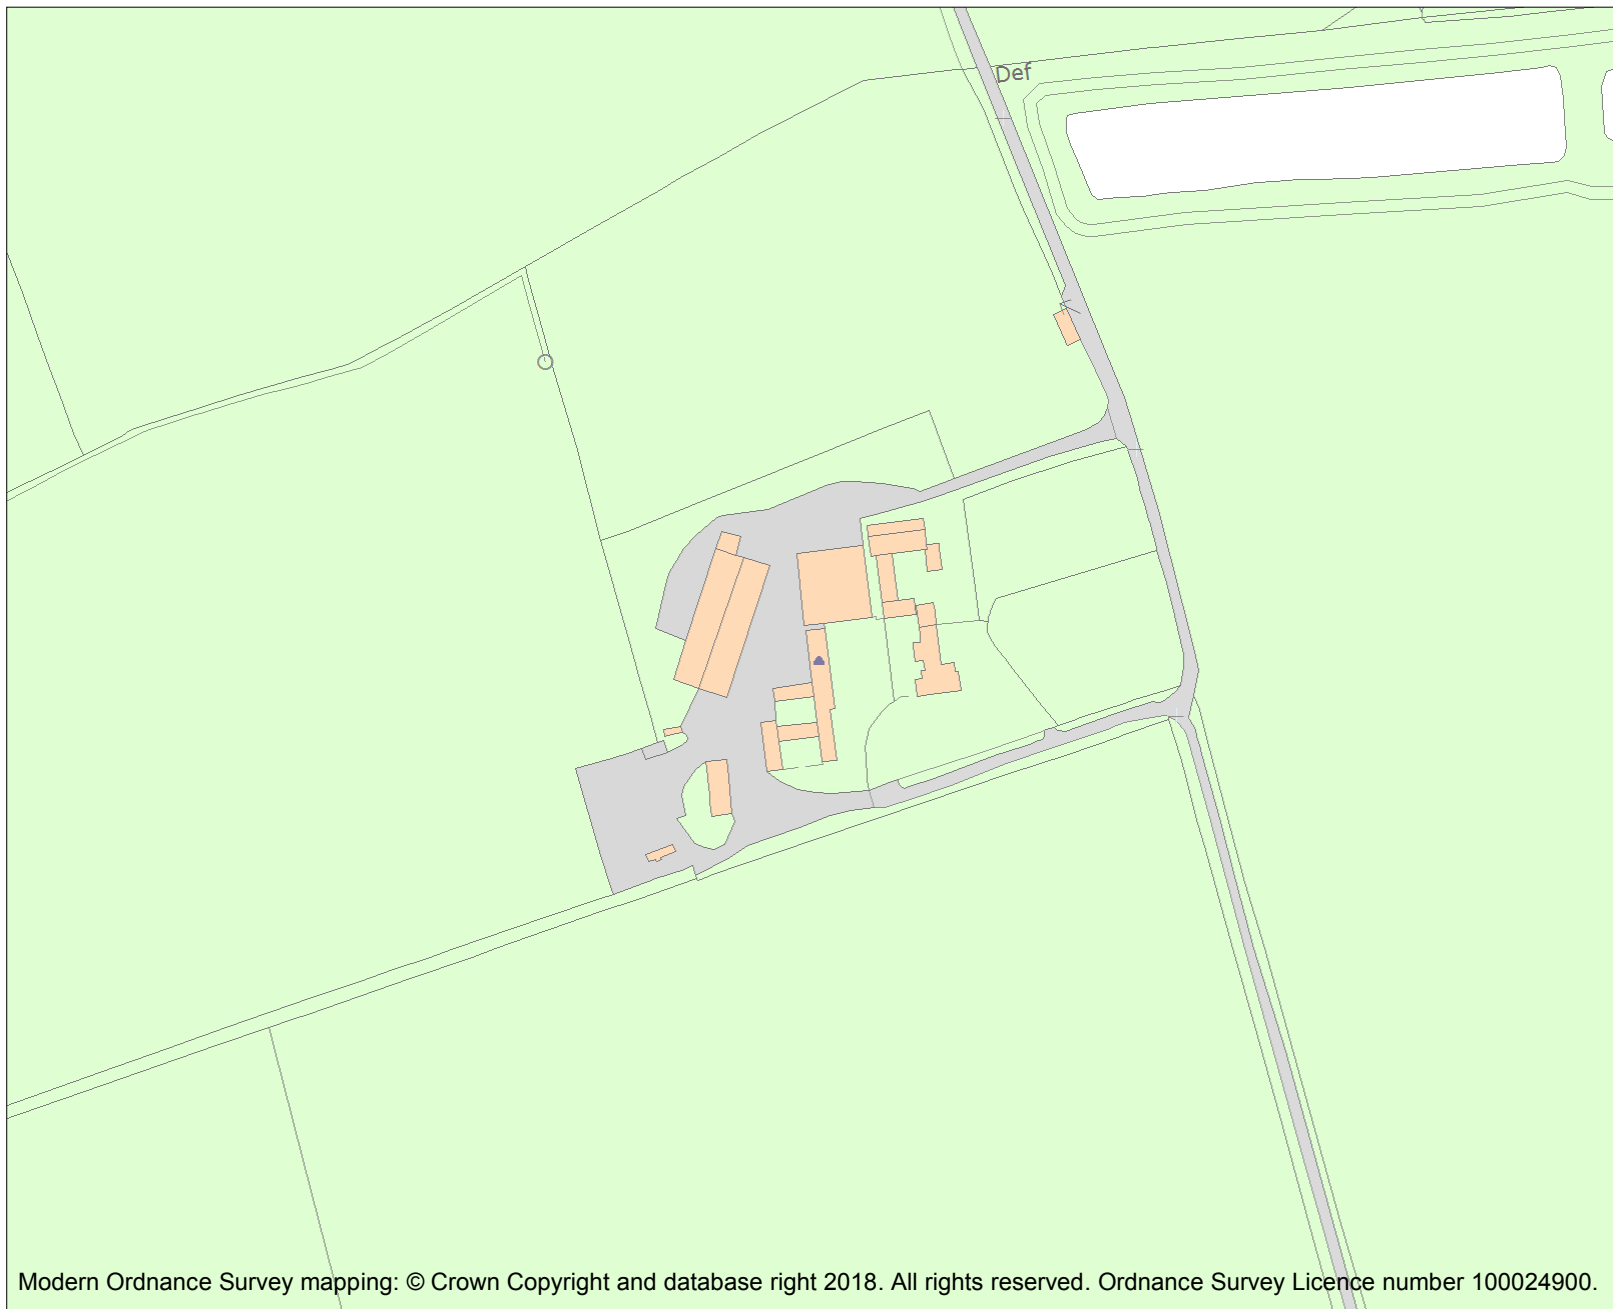 Def
Modern Ordnance Survey mapping: © Crown Copyright and database right 2018. All rights reserved. Ordnance Survey Licence number 100024900.